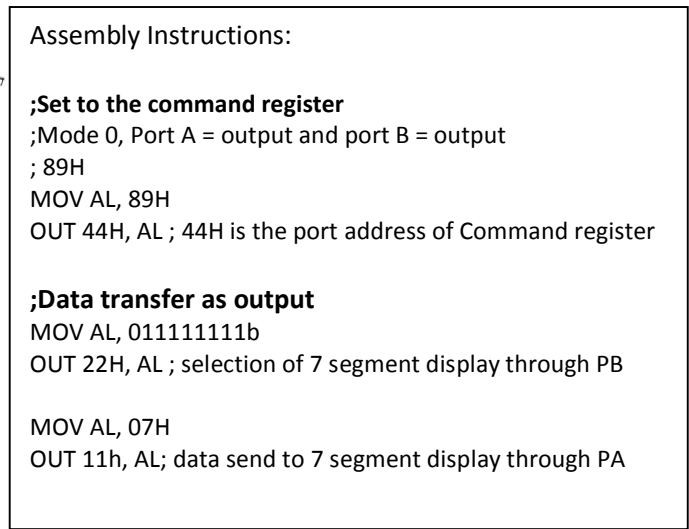 Assembly Instructions:
;Set to the command register
;Mode 0, Port A = output and port B = output
; 89H
MOV AL, 89H
OUT 44H, AL ; 44H is the port address of Command register
;Data transfer as output
MOV AL, 011111111b
OUT 22H, AL ; selection of 7 segment display through PB
MOV AL, 07H
OUT 11h, AL; data send to 7 segment display through PA